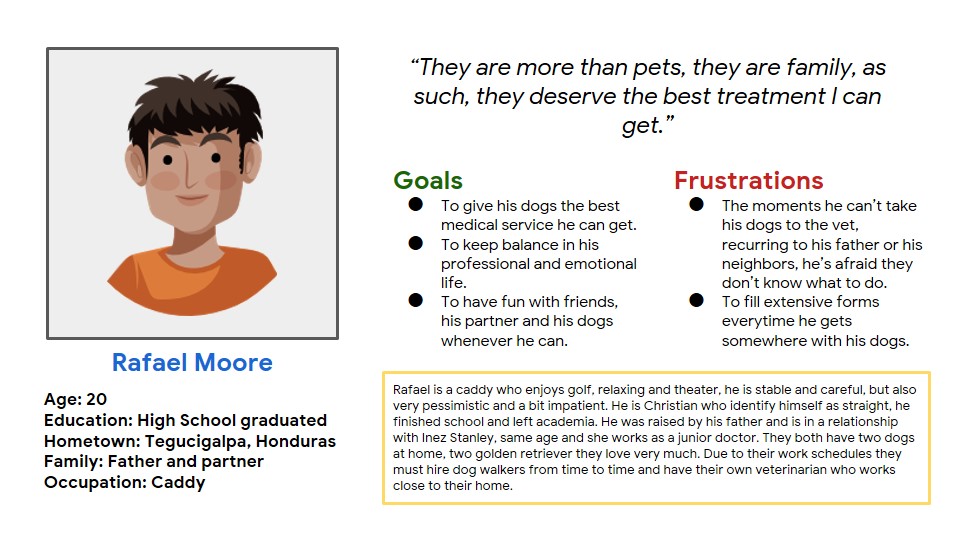 “They are more than pets, they are family, as
such, they deserve the best treatment I can
get.”
Goals
● To give his dogs the best
medical service he can get.
● To keep balance in his
professional and emotional
life.
● To have fun with friends,
his partner and his dogs
whenever he can.
Frustrations
● The moments he can’t take
his dogs to the vet,
recurring to his father or his
neighbors, he’s afraid they
don’t know what to do.
● To fill extensive forms
everytime he gets
somewhere with his dogs.
Rafael Moore
Age: 20
Education: High School graduated
Hometown: Tegucigalpa, Honduras
Family: Father and partner
Occupation: Caddy
Rafael is a caddy who enjoys golf, relaxing and theater, he is stable and careful, but also
very pessimistic and a bit impatient. He is Christian who identify himself as straight, he
finished school and left academia. He was raised by his father and is in a relationship
with Inez Stanley, same age and she works as a junior doctor. They both have two dogs
at home, two golden retriever they love very much. Due to their work schedules they
must hire dog walkers from time to time and have their own veterinarian who works
close to their home.